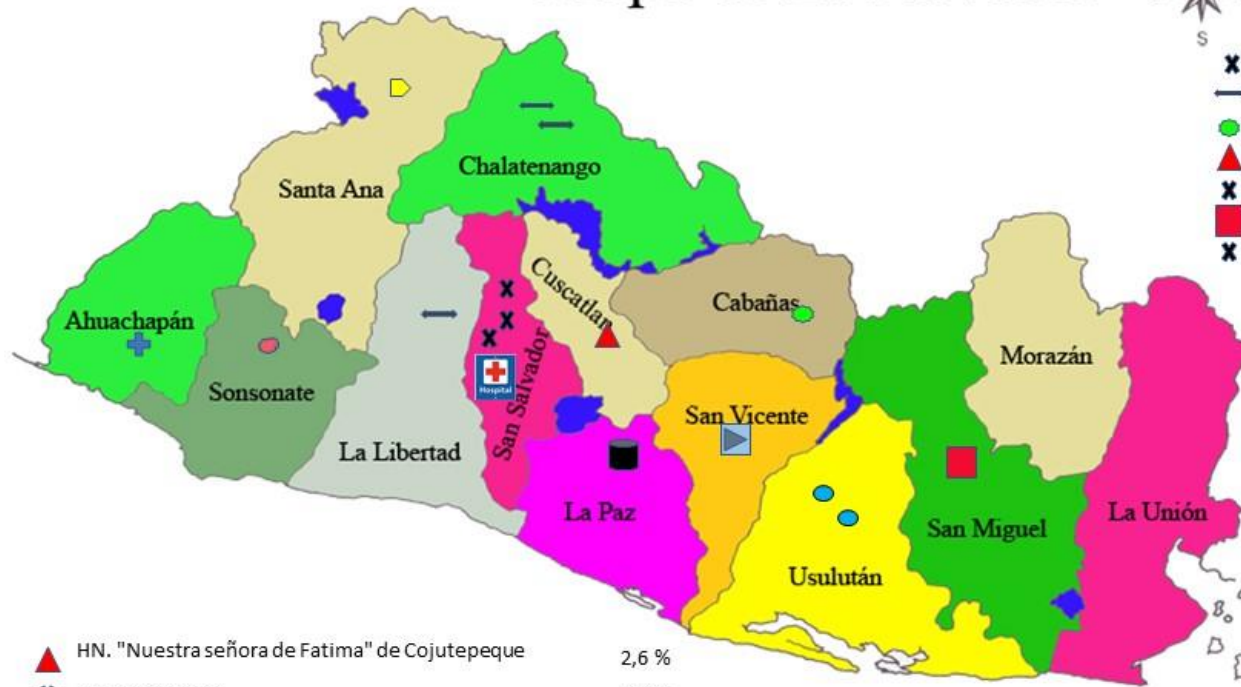 S
Chalatenango
Santa Ana
Cuscatlan
Cabañas
Ahuachapán
Morazán
Sonsonate
San Salvador
Hospital
San Vicente
La Libertad
La Paz
La Unión
San Miguel
Usulután
HN. "Nuestra señora de Fatima" de Cojutepeque 2,6 %